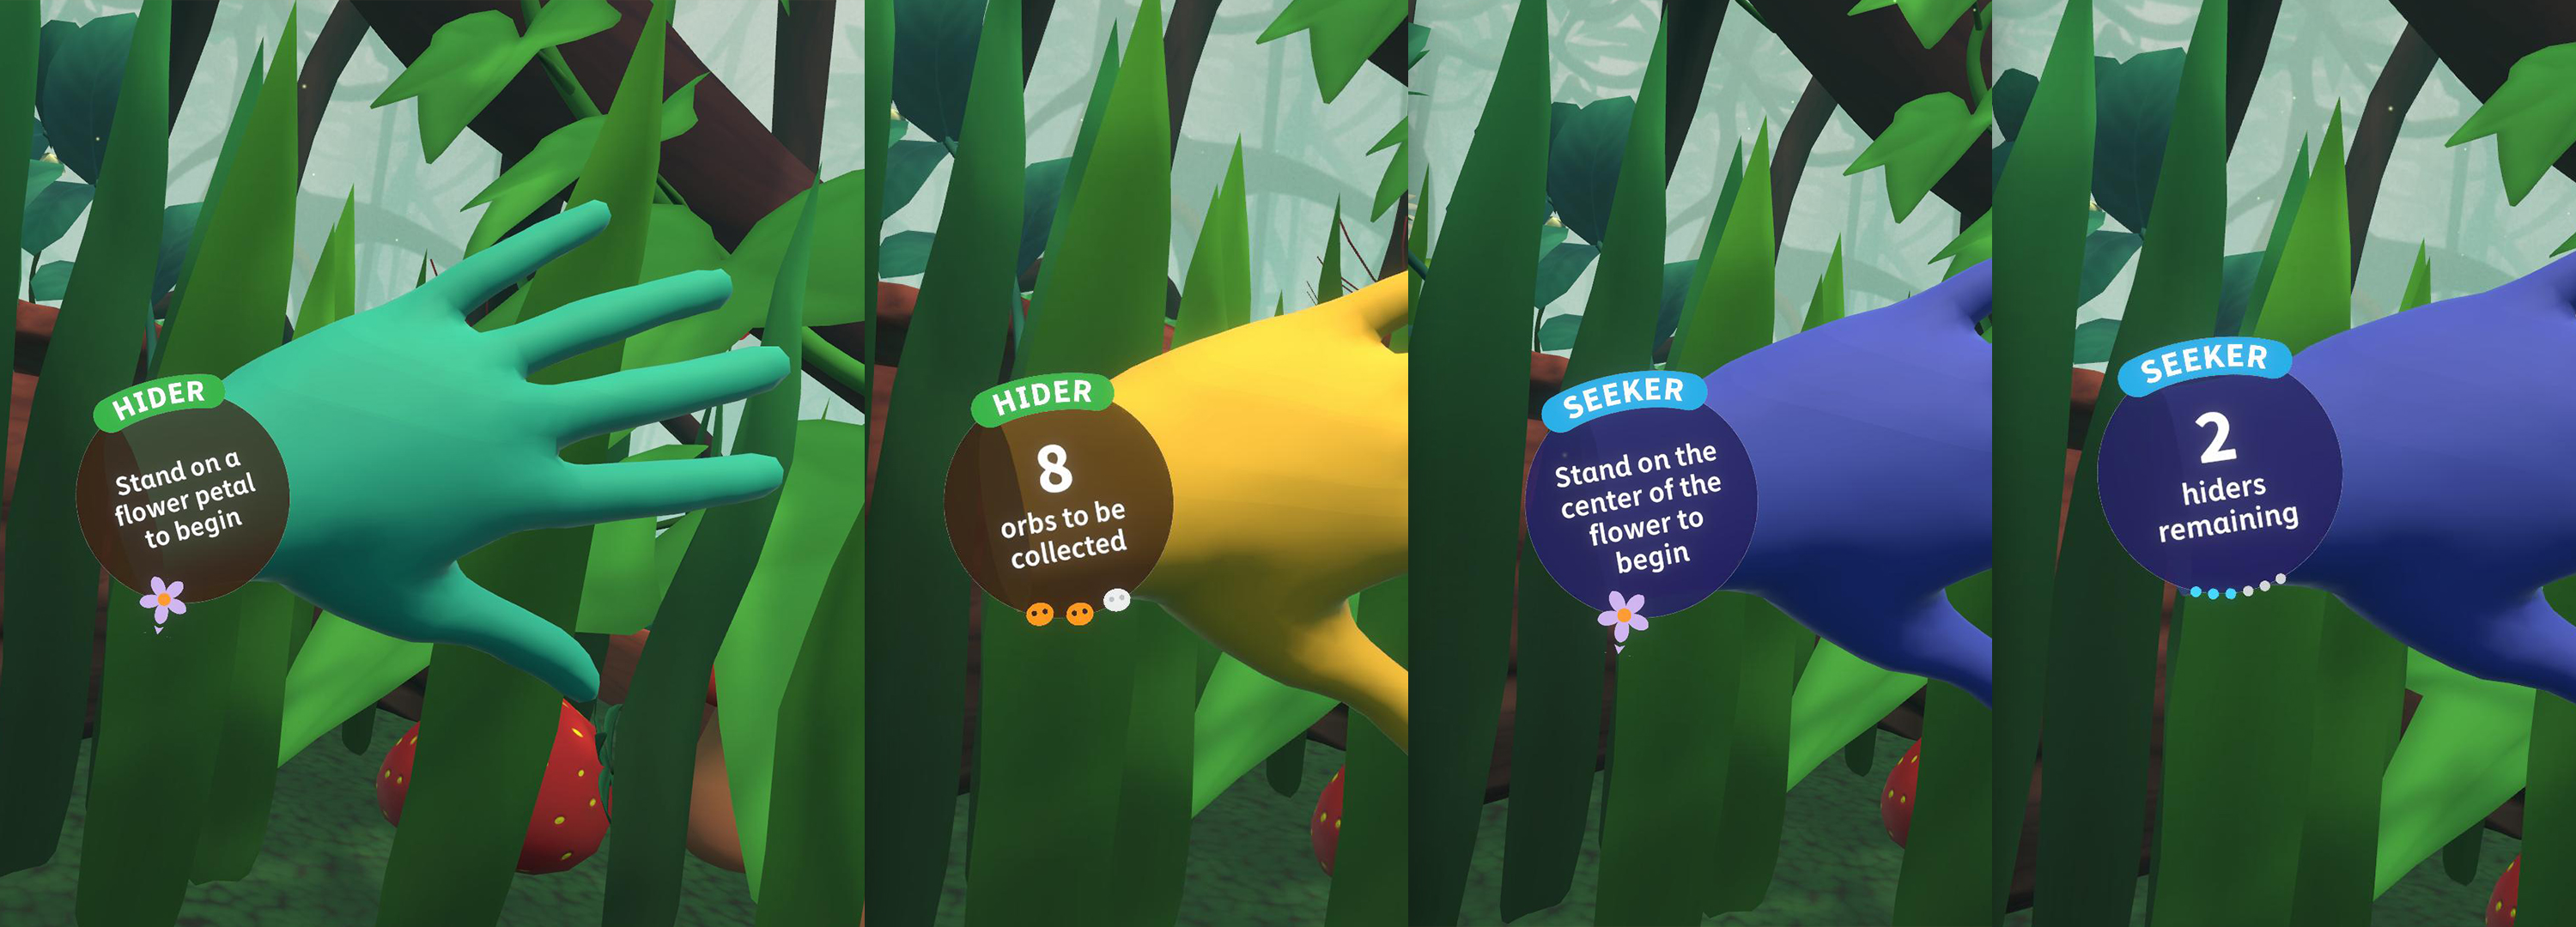 HIDER
Stand on a
flower petal
to begin
HIDER
8
orbs to be
collected
SEEKER
Stand on the
center of the
flower to
begin
SEEKER
2
hiders
remaining